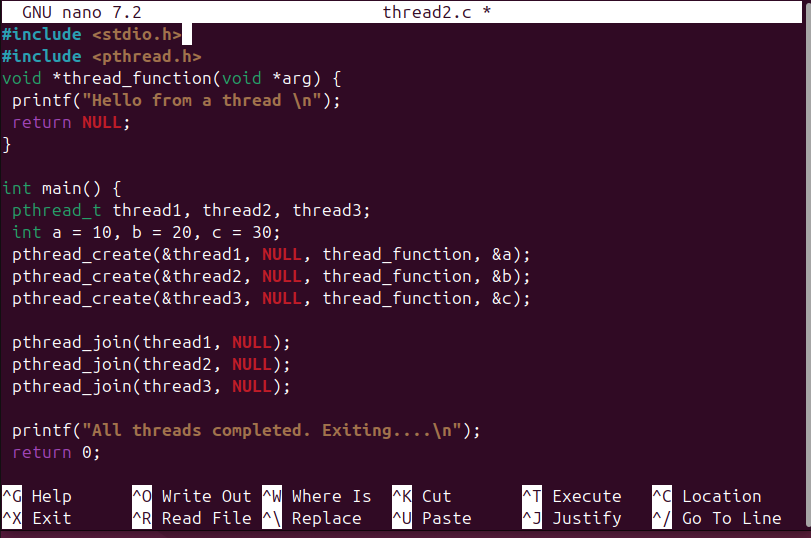 GNU nano 7.2 thread2.c *
#include <stdio.h>
#include <pthread.h>
void *thread_function(void *arg) {
 printf("Hello from a thread \n");
 return NULL;
}

int main() {
 pthread_t thread1, thread2, thread3;
 int a = 10, b = 20, c = 30;
 pthread_create(&thread1, NULL, thread_function, &a);
 pthread_create(&thread2, NULL, thread_function, &b);
 pthread_create(&thread3, NULL, thread_function, &c);

 pthread_join(thread1, NULL);
 pthread_join(thread2, NULL);
 pthread_join(thread3, NULL);

 printf("All threads completed. Exiting....\n");
 return 0;

^G Help ^O Write Out ^W Where Is ^K Cut ^T Execute ^C Location
^X Exit ^R Read File ^\ Replace ^U Paste ^J Justify ^/ Go To Line